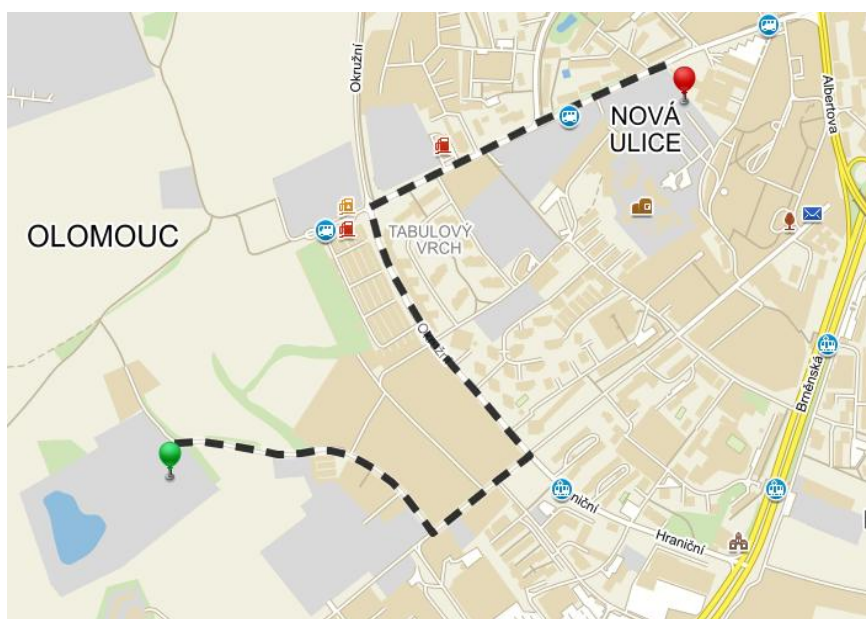 Okružní
Albertova
NOVÁ
ULICE
OLOMOUC
TABULOVÝ
VRCH
Brněnská
Hraniční